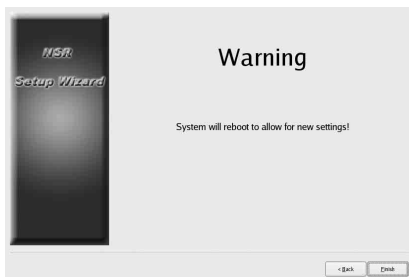 NSR
Setup Wizard
Warning
System will reboot to allow for new settings!
< Back
Finish